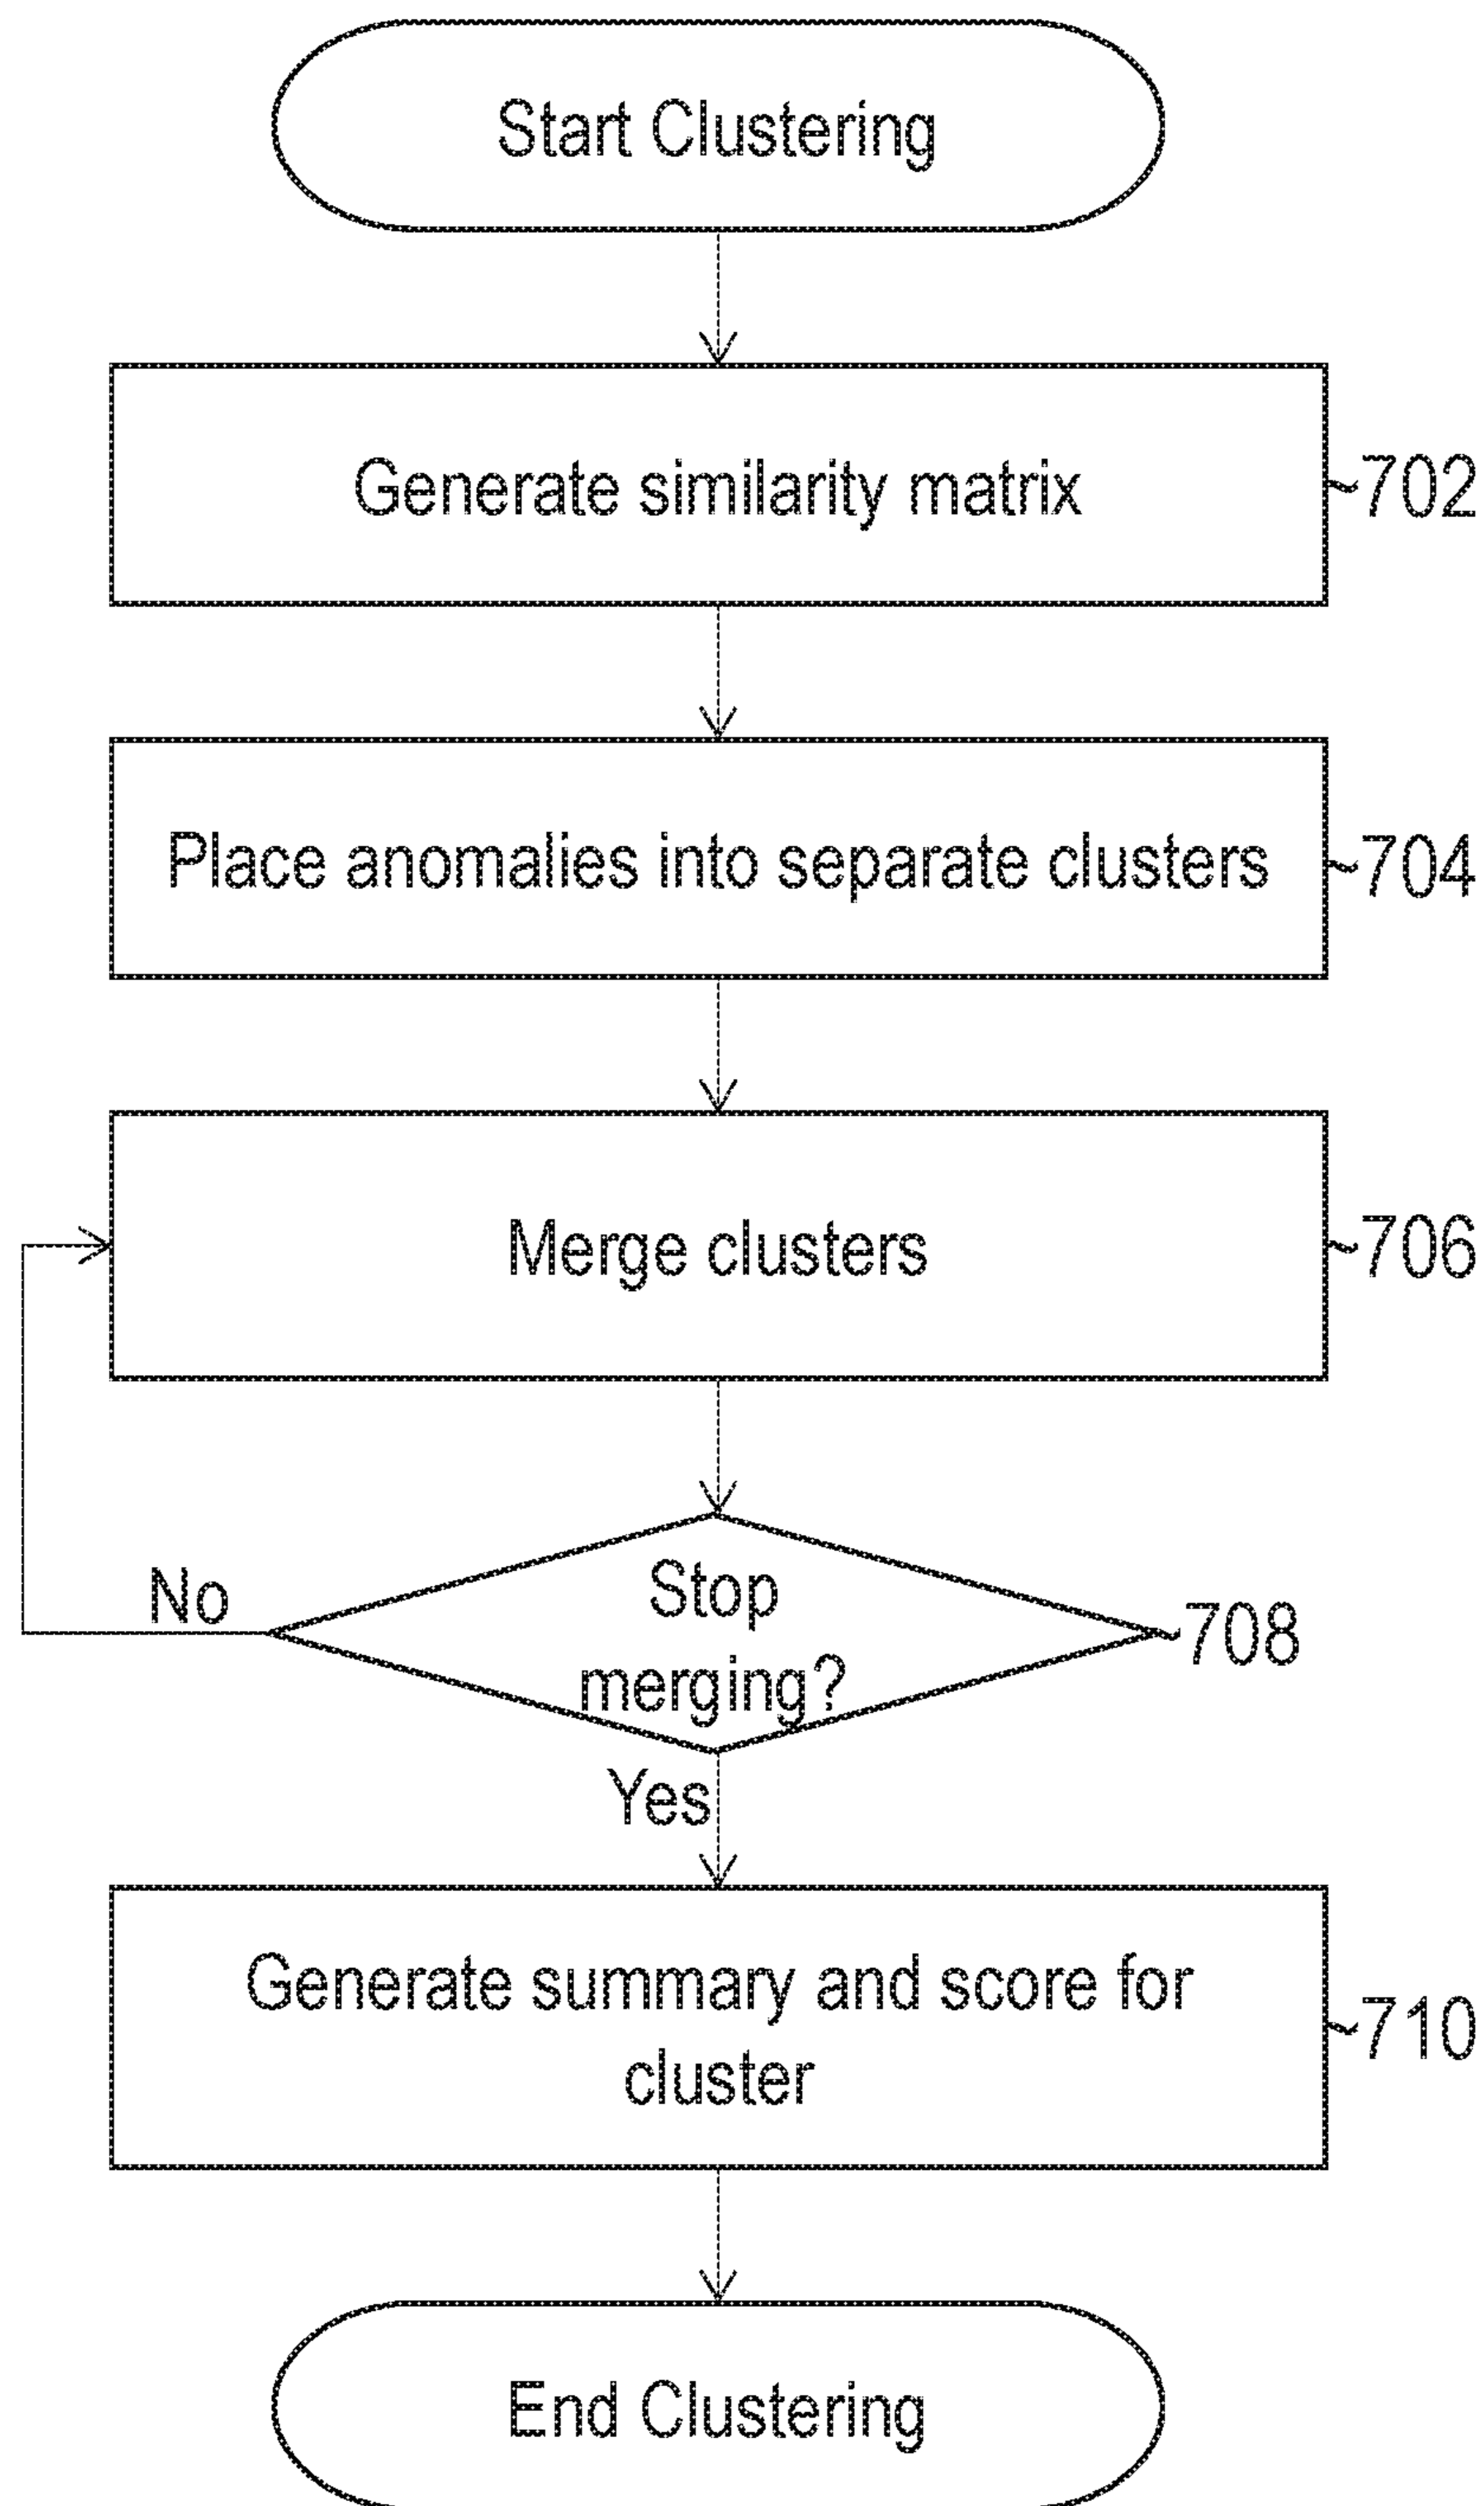 Start Clustering
Generate similarity matrix
702
Place anomalies into separate clusters
704
Merge clusters
706
No
Stop
merging?
708
Yes
Generate summary and score for
cluster
710
End Clustering